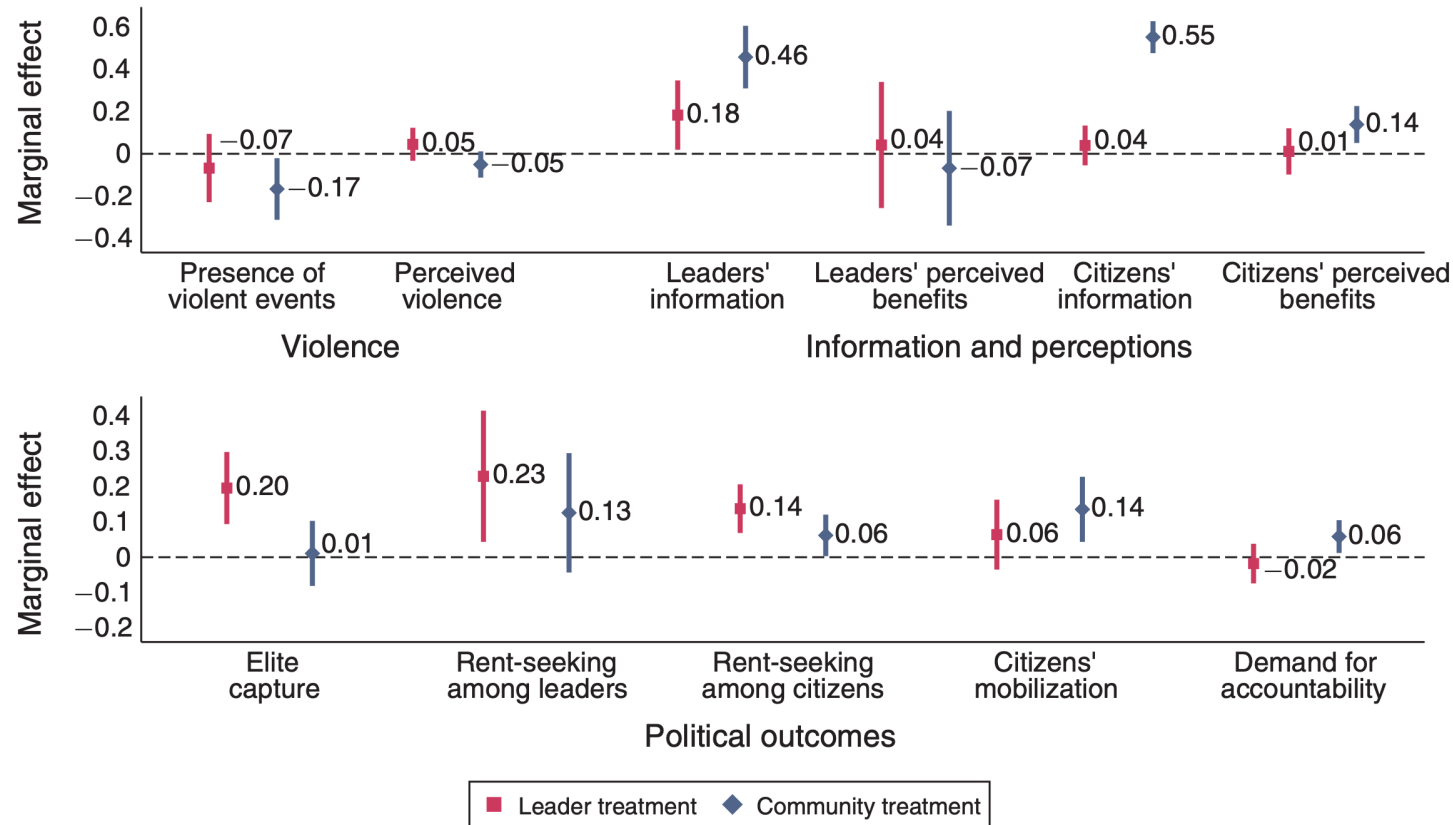 Marginal effect
0.6
0.4
0.2
0
−0.2
−0.4
−0.07
−0.17
0.05
−0.05
0.18
0.46
0.04
−0.07
0.04
0.55
0.01
0.14
Presence of
violent events
Perceived
violence
Leaders'
information
Leaders' perceived
benefits
Citizens'
information
Citizens' perceived
benefits
Violence
Information and perceptions
Marginal effect
0.4
0.3
0.2
0.1
0
−0.1
−0.2
0.20
0.01
0.23
0.13
0.14
0.06
0.06
0.14
−0.02
0.06
Elite
capture
Rent-seeking
among leaders
Rent-seeking
among citizens
Citizens'
mobilization
Demand for
accountability
Political outcomes
Leader treatment
Community treatment